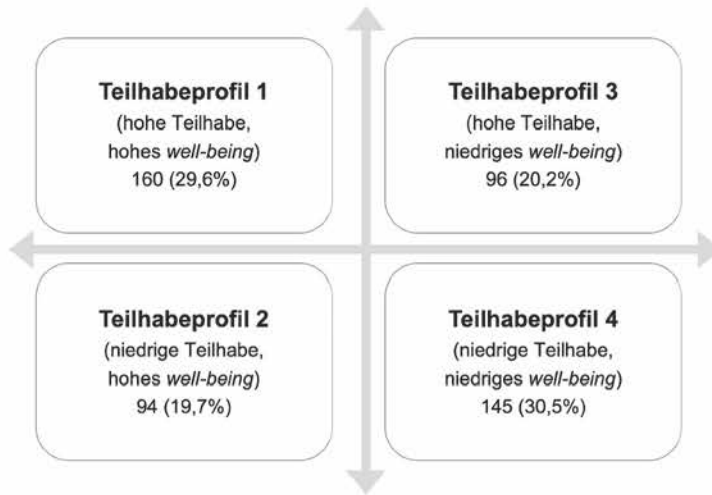 Teilhabeprofil 1
(hohe Teilhabe,
hohes well-being)
160 (29,6%)
Teilhabeprofil 3
(hohe Teilhabe,
niedriges well-being)
96 (20,2%)
Teilhabeprofil 2
(niedrige Teilhabe,
hohes well-being)
94 (19,7%)
Teilhabeprofil 4
(niedrige Teilhabe,
niedriges well-being)
145 (30,5%)